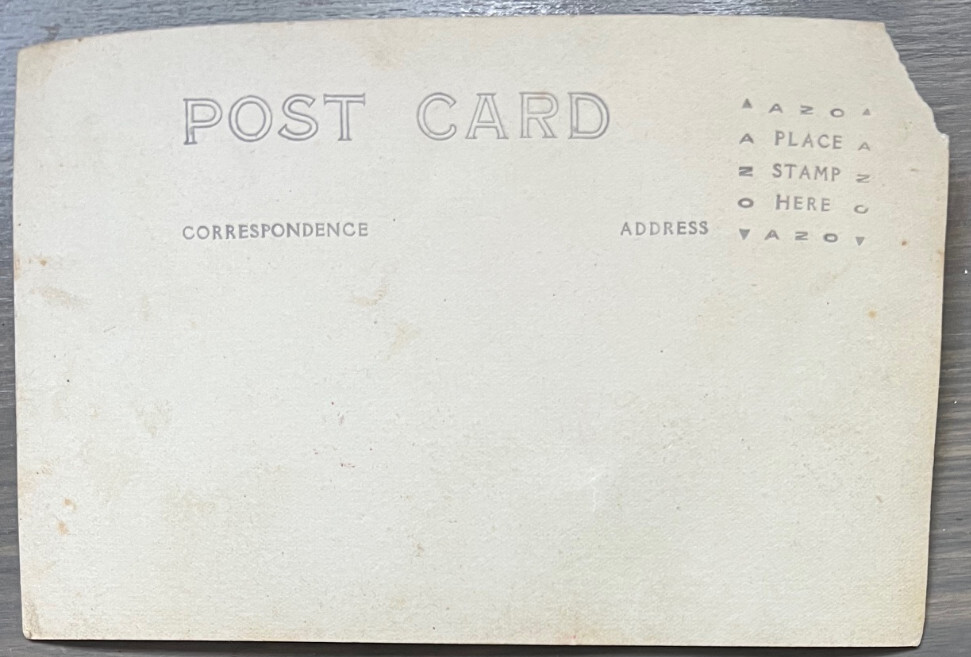 POST CARD
CORRESPONDENCE
ADDRESS
▲ AZO ▲
A PLACE A
Z STAMP Z
O HERE O
▼ AZO ▼